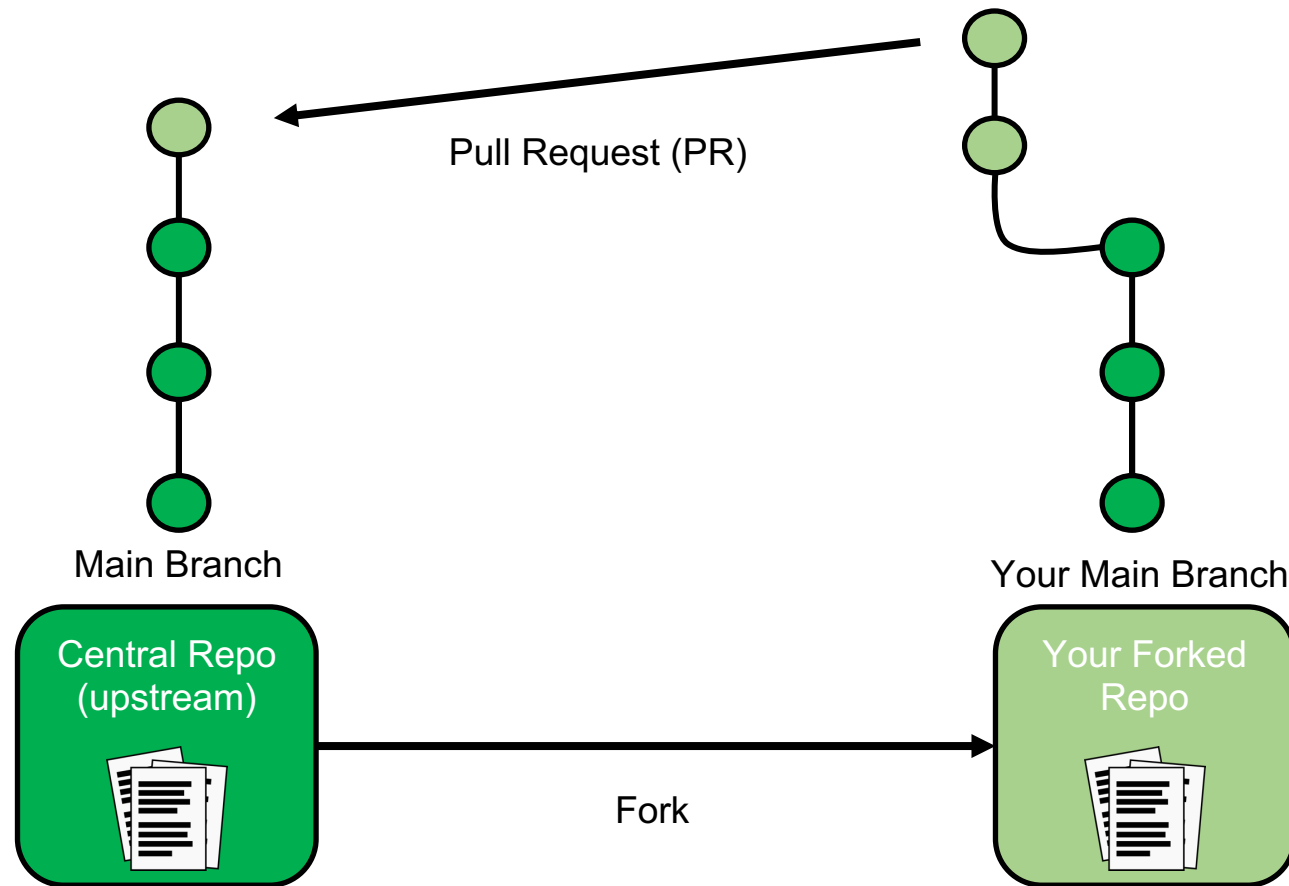 Pull Request (PR)
Main Branch
Your Main Branch
Central Repo
(upstream)
Your Forked
Repo
Fork